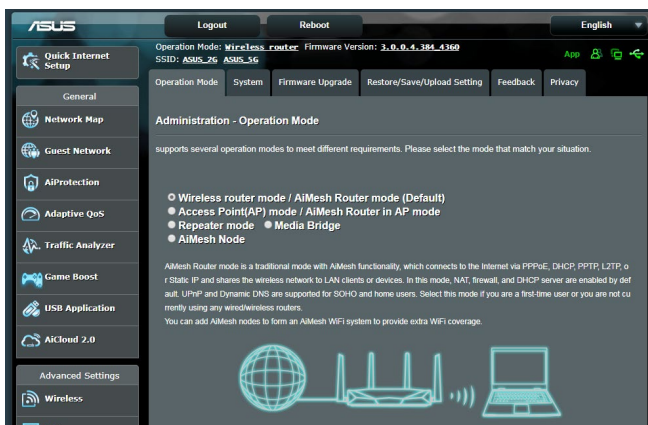 ASUS
Logout
Reboot
English
Quick Internet
Setup
Operation Mode: Wireless router Firmware Version: 3.0.0.4.384_4360
SSID: ASUS_2G ASUS_5G
App
Operation Mode
System
Firmware Upgrade
Restore/Save/Upload Setting
Feedback
Privacy
General
Network Map
Guest Network
AiProtection
Adaptive QoS
Traffic Analyzer
Game Boost
USB Application
AiCloud 2.0
Advanced Settings
Wireless
Administration - Operation Mode
supports several operation modes to meet different requirements. Please select the mode that match your situation.
Wireless router mode / AiMesh Router mode (Default)
Access Point(AP) mode / AiMesh Router in AP mode
Repeater mode Media Bridge
AiMesh Node
AiMesh Router mode is a traditional mode with AiMesh functionality, which connects to the Internet via PPPoE, DHCP, PPTP, L2TP, o
r Static IP and shares the wireless network to LAN clients or devices. In this mode, NAT, firewall, and DHCP server are enabled by def
ault. UPnP and Dynamic DNS are supported for SOHO and home users. Select this mode if you are a first-time user or you are not cu
rrently using any wired/wireless routers.
You can add AiMesh nodes to form an AiMesh WiFi system to provide extra WiFi coverage.